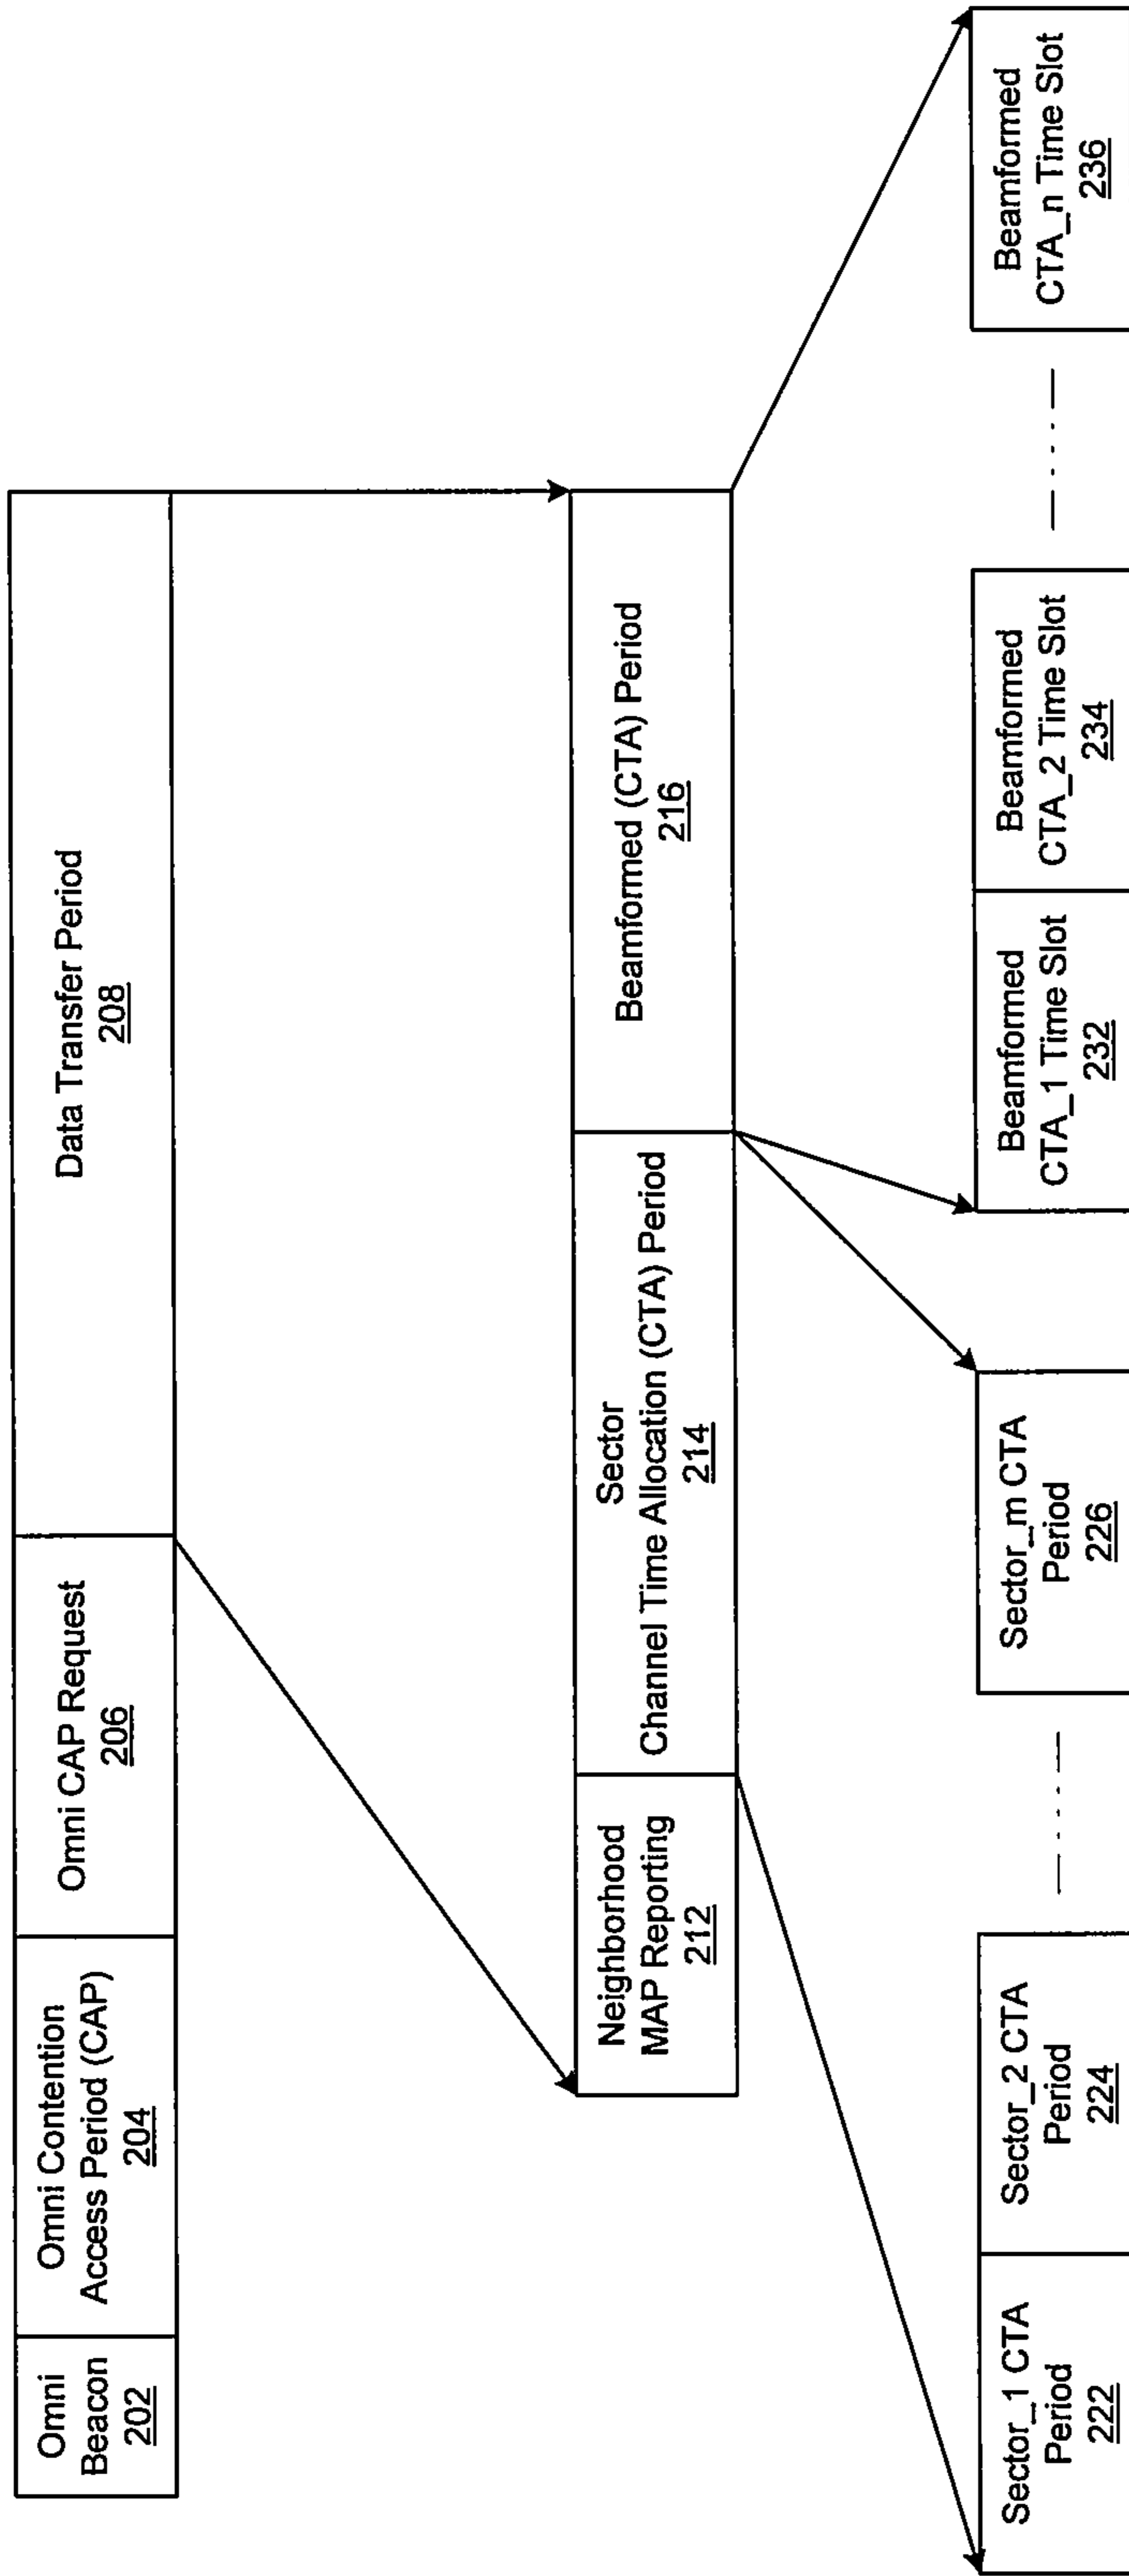 Omni
Beacon
202
Omni Contention
Access Period (CAP)
204
Omni CAP Request
206
Data Transfer Period
208
Neighborhood
MAP Reporting
212
Sector
Channel Time Allocation (CTA) Period
214
Beamformed (CTA) Period
216
Sector_1 CTA
Period
222
Sector_2 CTA
Period
224
Sector_m CTA
Period
226
Beamformed
CTA_1 Time Slot
232
Beamformed
CTA_2 Time Slot
234
Beamformed
CTA_n Time Slot
236